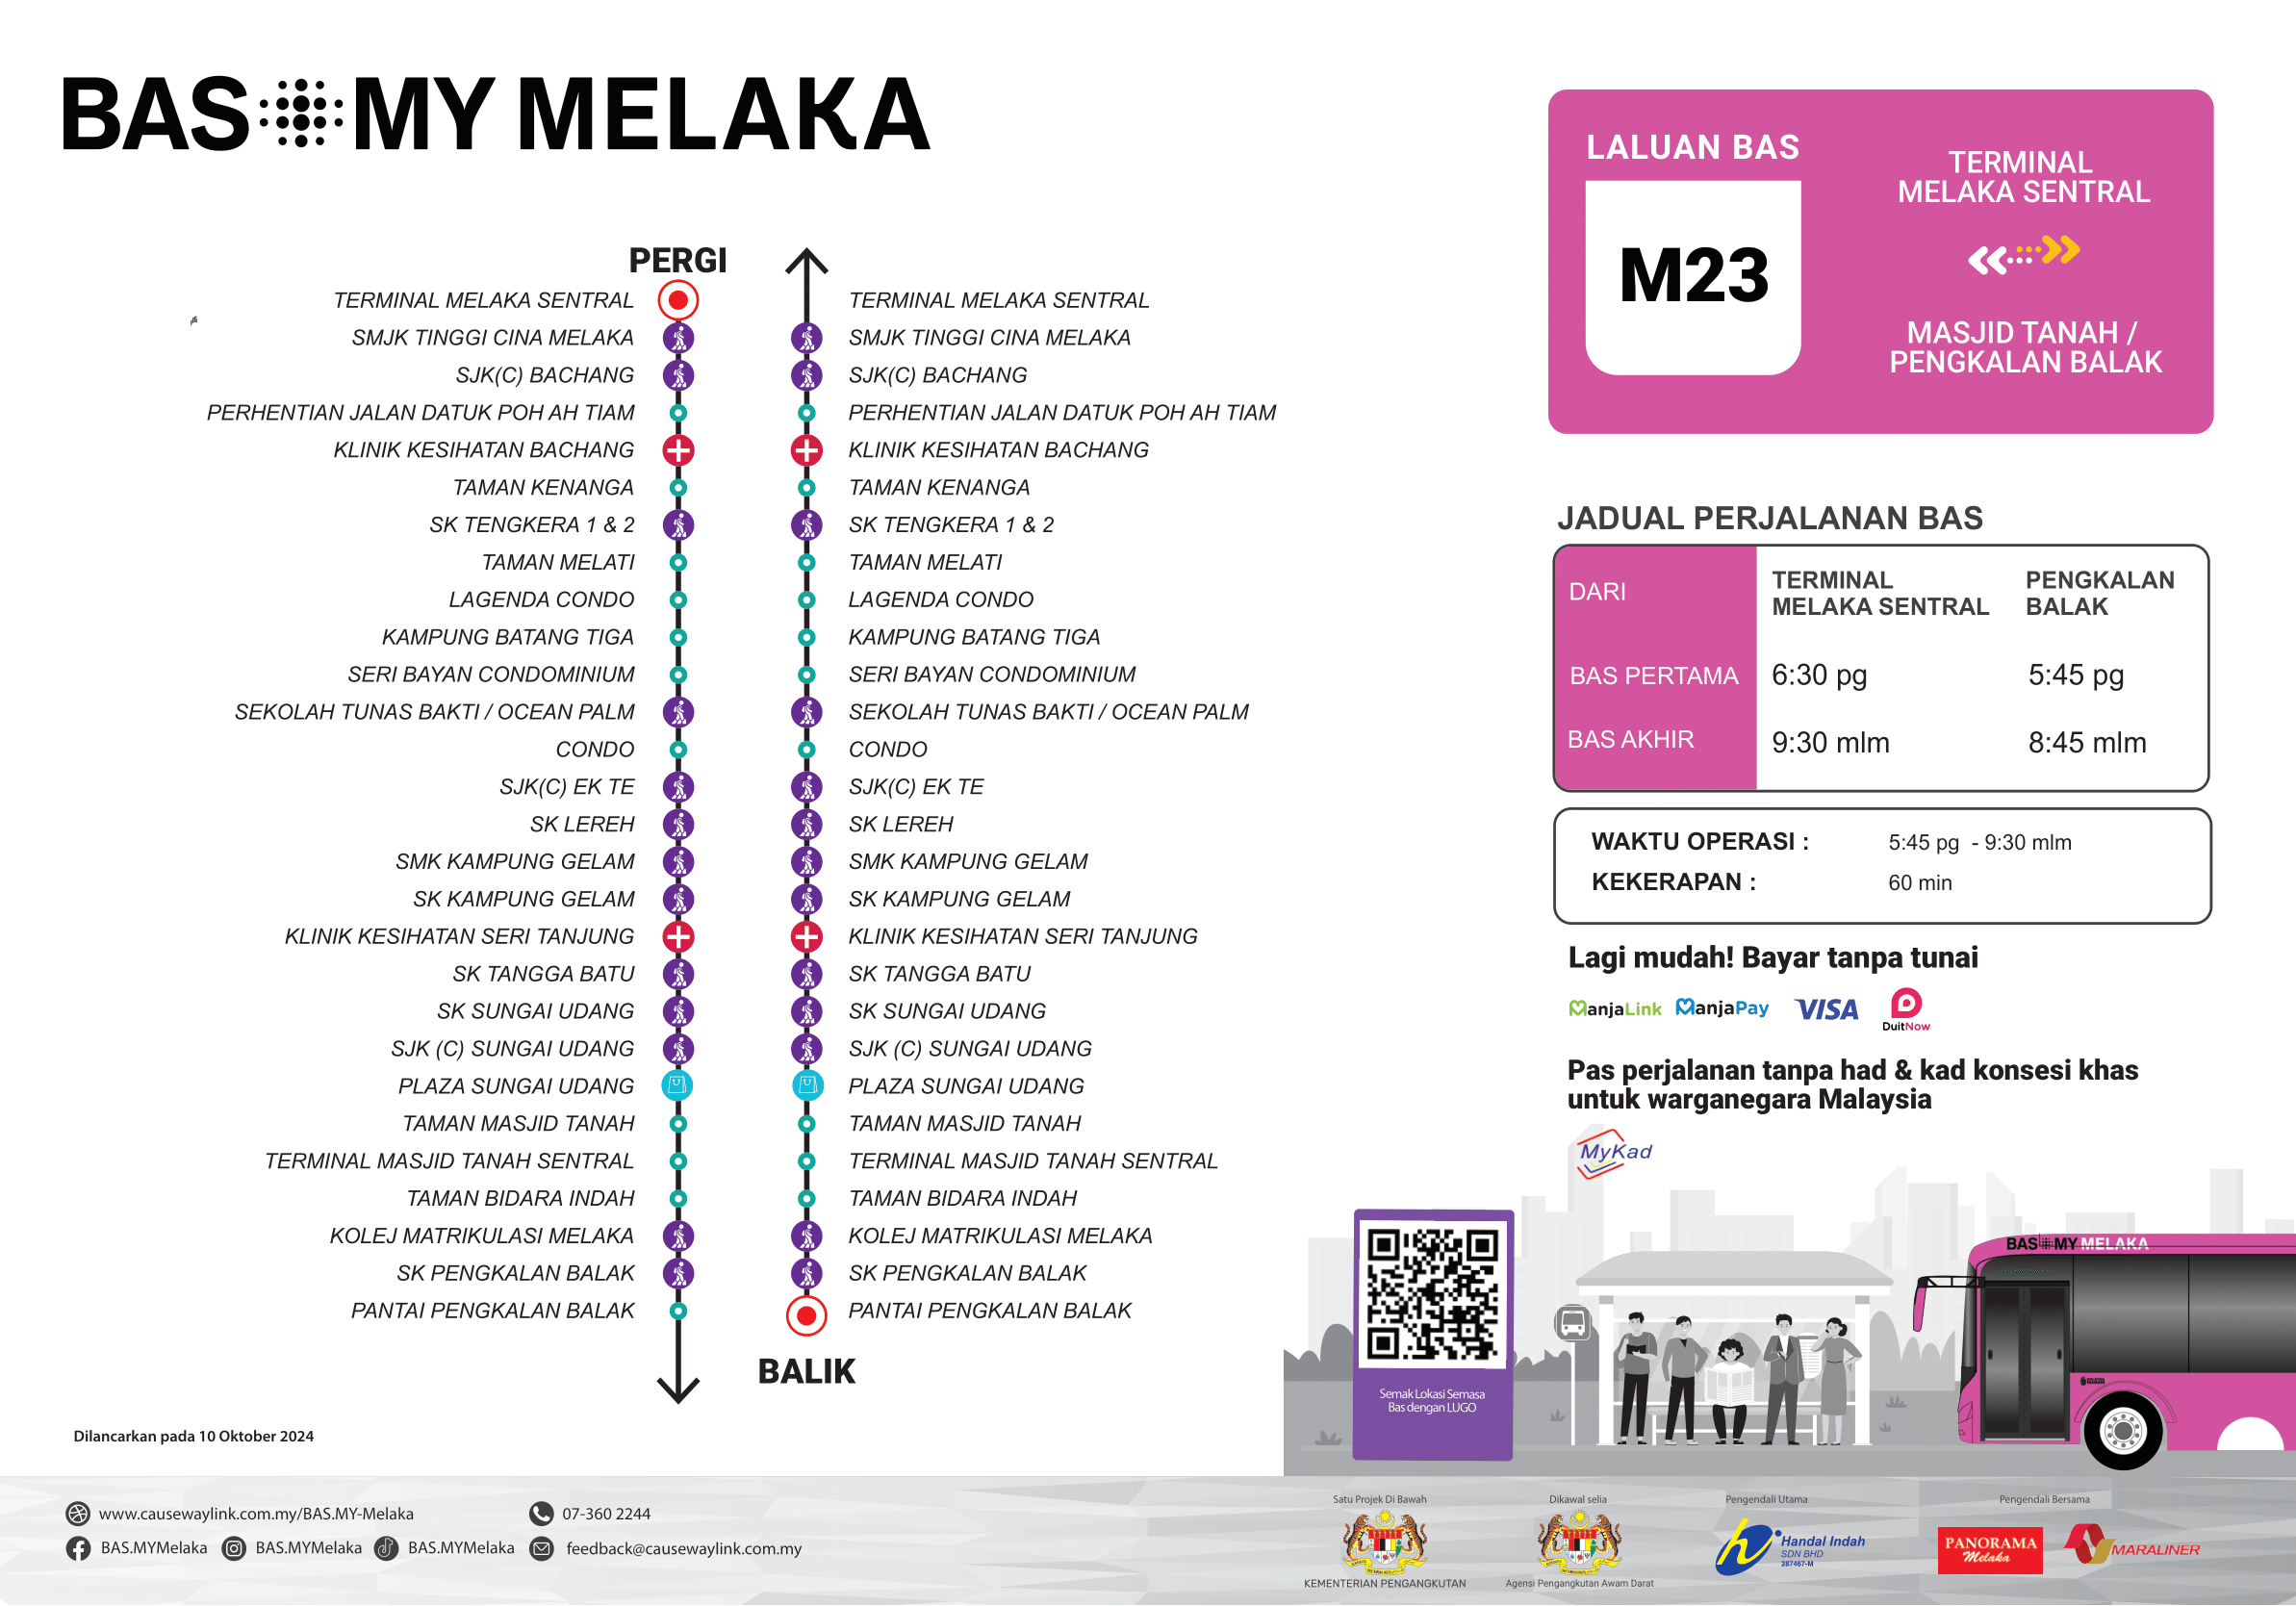 BAS MY MELAKA
PERGI
TERMINAL MELAKA SENTRAL
SMJK TINGGI CINA MELAKA
SJK(C) BACHANG
PERHENTIAN JALAN DATUK POH AH TIAM
KLINIK KESIHATAN BACHANG
TAMAN KENANGA
SK TENGKERA 1 & 2
TAMAN MELATI
LAGENDA CONDO
KAMPUNG BATANG TIGA
SERI BAYAN CONDOMINIUM
SEKOLAH TUNAS BAKTI / OCEAN PALM
CONDO
SJK(C) EK TE
SK LEREH
SMK KAMPUNG GELAM
SK KAMPUNG GELAM
KLINIK KESIHATAN SERI TANJUNG
SK TANGGA BATU
SK SUNGAI UDANG
SJK (C) SUNGAI UDANG
PLAZA SUNGAI UDANG
TAMAN MASJID TANAH
TERMINAL MASJID TANAH SENTRAL
TAMAN BIDARA INDAH
KOLEJ MATRIKULASI MELAKA
SK PENGKALAN BALAK
PANTAI PENGKALAN BALAK
TERMINAL MELAKA SENTRAL
SMJK TINGGI CINA MELAKA
SJK(C) BACHANG
PERHENTIAN JALAN DATUK POH AH TIAM
KLINIK KESIHATAN BACHANG
TAMAN KENANGA
SK TENGKERA 1 & 2
TAMAN MELATI
LAGENDA CONDO
KAMPUNG BATANG TIGA
SERI BAYAN CONDOMINIUM
SEKOLAH TUNAS BAKTI / OCEAN PALM
CONDO
SJK(C) EK TE
SK LEREH
SMK KAMPUNG GELAM
SK KAMPUNG GELAM
KLINIK KESIHATAN SERI TANJUNG
SK TANGGA BATU
SK SUNGAI UDANG
SJK (C) SUNGAI UDANG
PLAZA SUNGAI UDANG
TAMAN MASJID TANAH
TERMINAL MASJID TANAH SENTRAL
TAMAN BIDARA INDAH
KOLEJ MATRIKULASI MELAKA
SK PENGKALAN BALAK
PANTAI PENGKALAN BALAK
BALIK
Dilancarkan pada 10 Oktober 2024
LALUAN BAS
M23
TERMINAL
MELAKA SENTRAL
MASJID TANAH /
PENGKALAN BALAK
JADUAL PERJALANAN BAS
DARI
TERMINAL
MELAKA SENTRAL
PENGKALAN
BALAK
BAS PERTAMA 6:30 pg 5:45 pg
BAS AKHIR 9:30 mlm 8:45 mlm
WAKTU OPERASI : 5:45 pg - 9:30 mlm
KEKERAPAN : 60 min
Lagi mudah! Bayar tanpa tunai
ManjaLink ManjaPay VISA DuitNow
Pas perjalanan tanpa had & kad konsesi khas
untuk warganegara Malaysia
MyKad
Semak Lokasi Semasa
Bas dengan LUGO
BAS MY MELAKA
www.causewaylink.com.my/BAS.MY-Melaka 07-360 2244
BAS.MYMelaka BAS.MYMelaka BAS.MYMelaka feedback@causewaylink.com.my
Satu Projek Di Bawah
KEMENTERIAN PENGANGKUTAN
Dikawal selia
Agensi Pengangkutan Awam Darat
Pengendali Utama
Handal Indah
SDN BHD
287467-M
Pengendali Bersama
PANORAMA
Melaka
MARALINER